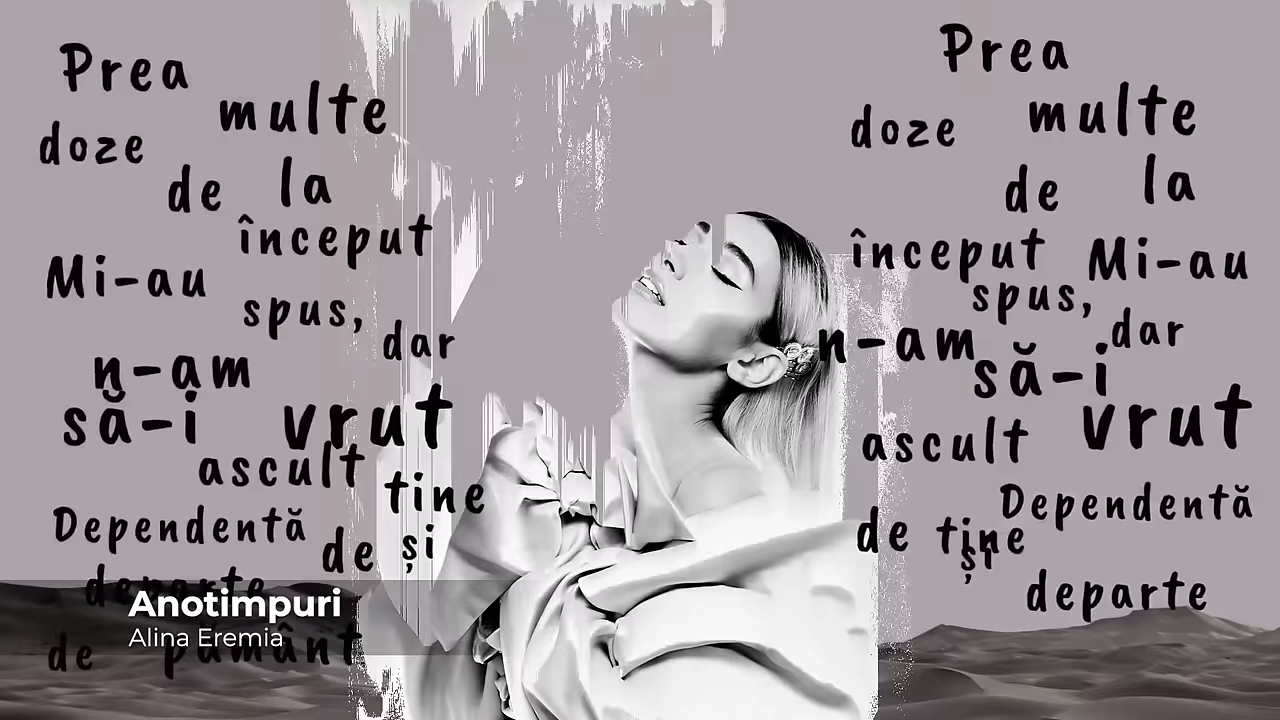 Prea
multe
doze
de la
început
Mi-au
spus,
dar
n-am
să-i vrut
ascult
tine
Dependentă
de și
departe
de pământ
Anotimpuri
Alina Eremia
Prea
multe
doze
de la
început Mi-au
spus,
dar
n-am
să-i
vrut
ascult
Dependentă
de tine
și
departe